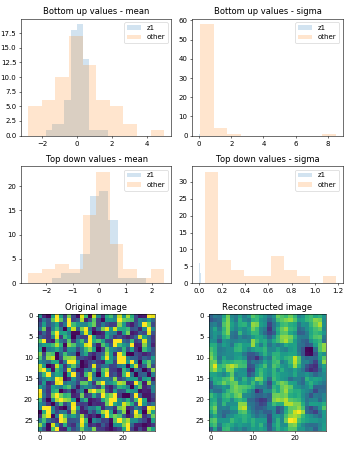 Bottom up values - mean
Bottom up values - sigma
17.5
15.0
12.5
10.0
7.5
5.0
2.5
0.0
−2 0 2 4
z1
other
60
50
40
30
20
10
0
0 2 4 6 8
z1
other
Top down values - mean
Top down values - sigma
20
15
10
5
0
−2 −1 0 1 2
z1
other
30
25
20
15
10
5
0
0.0 0.2 0.4 0.6 0.8 1.0 1.2
z1
other
Original image
Reconstructed image
0
5
10
15
20
25
0 10 20
0
5
10
15
20
25
0 10 20